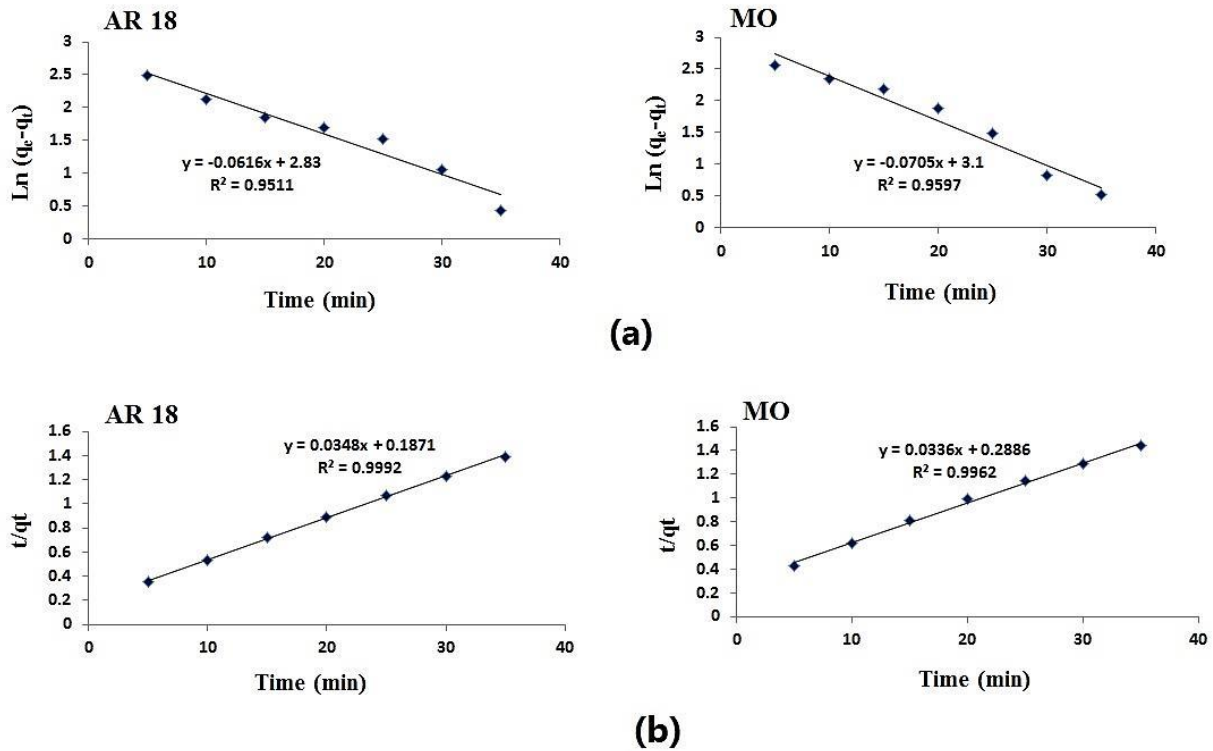 AR 18
3
2.5
2
1.5
1
0.5
0
0
10
20
30
40
Ln (qe-qt)
y = -0.0616x + 2.83
R² = 0.9511
Time (min)
MO
3
2.5
2
1.5
1
0.5
0
0
10
20
30
40
Ln (qe-qt)
y = -0.0705x + 3.1
R² = 0.9597
Time (min)
(a)
AR 18
1.6
1.4
1.2
1
0.8
0.6
0.4
0.2
0
0
10
20
30
40
t/qt
y = 0.0348x + 0.1871
R² = 0.9992
Time (min)
MO
1.6
1.4
1.2
1
0.8
0.6
0.4
0.2
0
0
10
20
30
40
t/qt
y = 0.0336x + 0.2886
R² = 0.9962
Time (min)
(b)